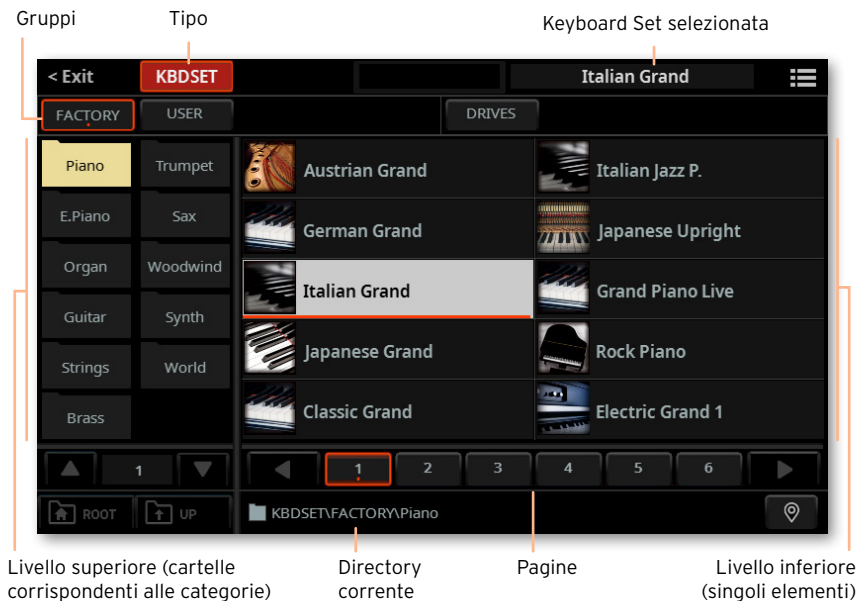 Gruppi
Tipo
Keyboard Set selezionata
< Exit
KBDSET
Italian Grand
FACTORY
USER
DRIVES
Piano
Trumpet
E.Piano
Sax
Organ
Woodwind
Guitar
Synth
Strings
World
Brass
Austrian Grand
Italian Jazz P.
German Grand
Japanese Upright
Italian Grand
Grand Piano Live
Japanese Grand
Rock Piano
Classic Grand
Electric Grand 1
1
1
2
3
4
5
6
ROOT
UP
KBDSET\FACTORY\Piano
Livello superiore (cartelle
corrispondenti alle categorie)
Directory
corrente
Pagine
Livello inferiore
(singoli elementi)